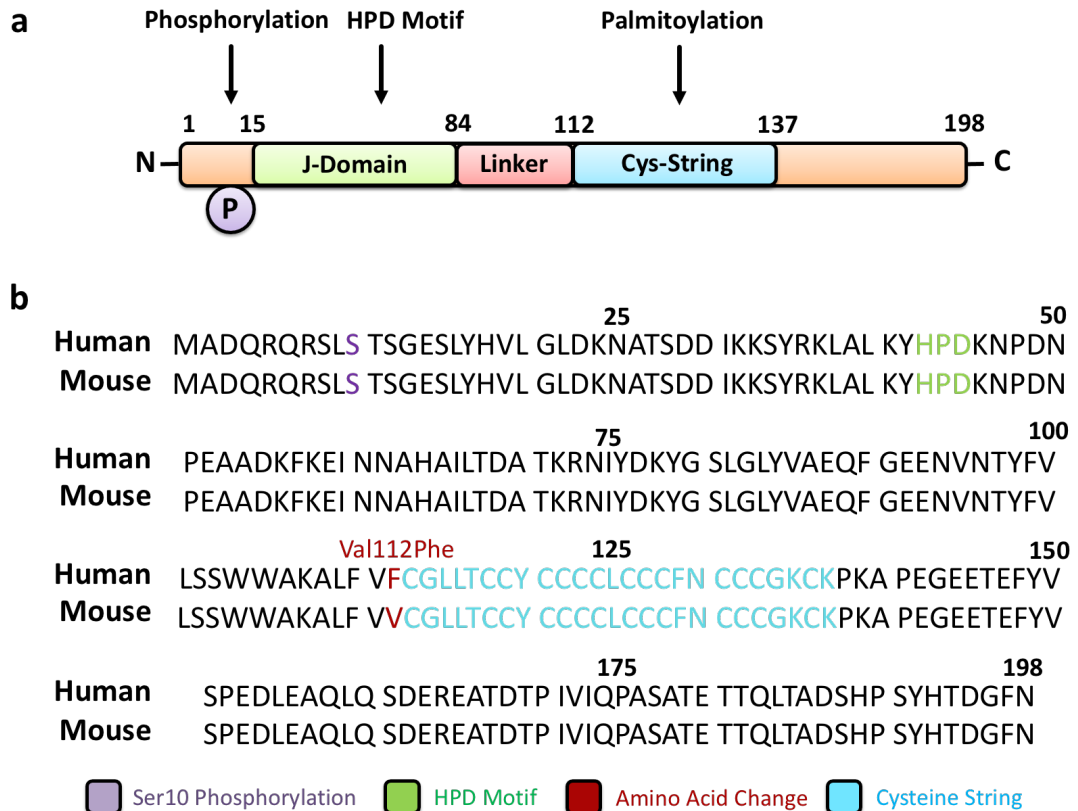 a
Phosphorylation HPD Motif Palmitoylation
1 15 84 112 137 198
N J-Domain Linker Cys-String C
P
b
25 50
Human MADQRQRSLS TSGESLYHVL GLDKNATSDD IKKSYRKLAL KYHPDKNPDN
Mouse MADQRQRSLS TSGESLYHVL GLDKNATSDD IKKSYRKLAL KYHPDKNPDN
75 100
Human PEAADKFKEI NNAHAILTDA TKRNIYDKYG SLGLYVAEQF GEENVNTYFV
Mouse PEAADKFKEI NNAHAILTDA TKRNIYDKYG SLGLYVAEQF GEENVNTYFV
Val112Phe 125 150
Human LSSWWAKALF VFCGLLTCCY CCCCLCCCFN CCCGKCKPKA PEGEETEFYV
Mouse LSSWWAKALF VVCGLLTCCY CCCCLCCCFN CCCGKCKPKA PEGEETEFYV
175 198
Human SPEDLEAQLQ SDEREATDTP IVIQPASATE TTQLTADSHP SYHTDGFN
Mouse SPEDLEAQLQ SDEREATDTP IVIQPASATE TTQLTADSHP SYHTDGFN
Ser10 Phosphorylation HPD Motif Amino Acid Change Cysteine String